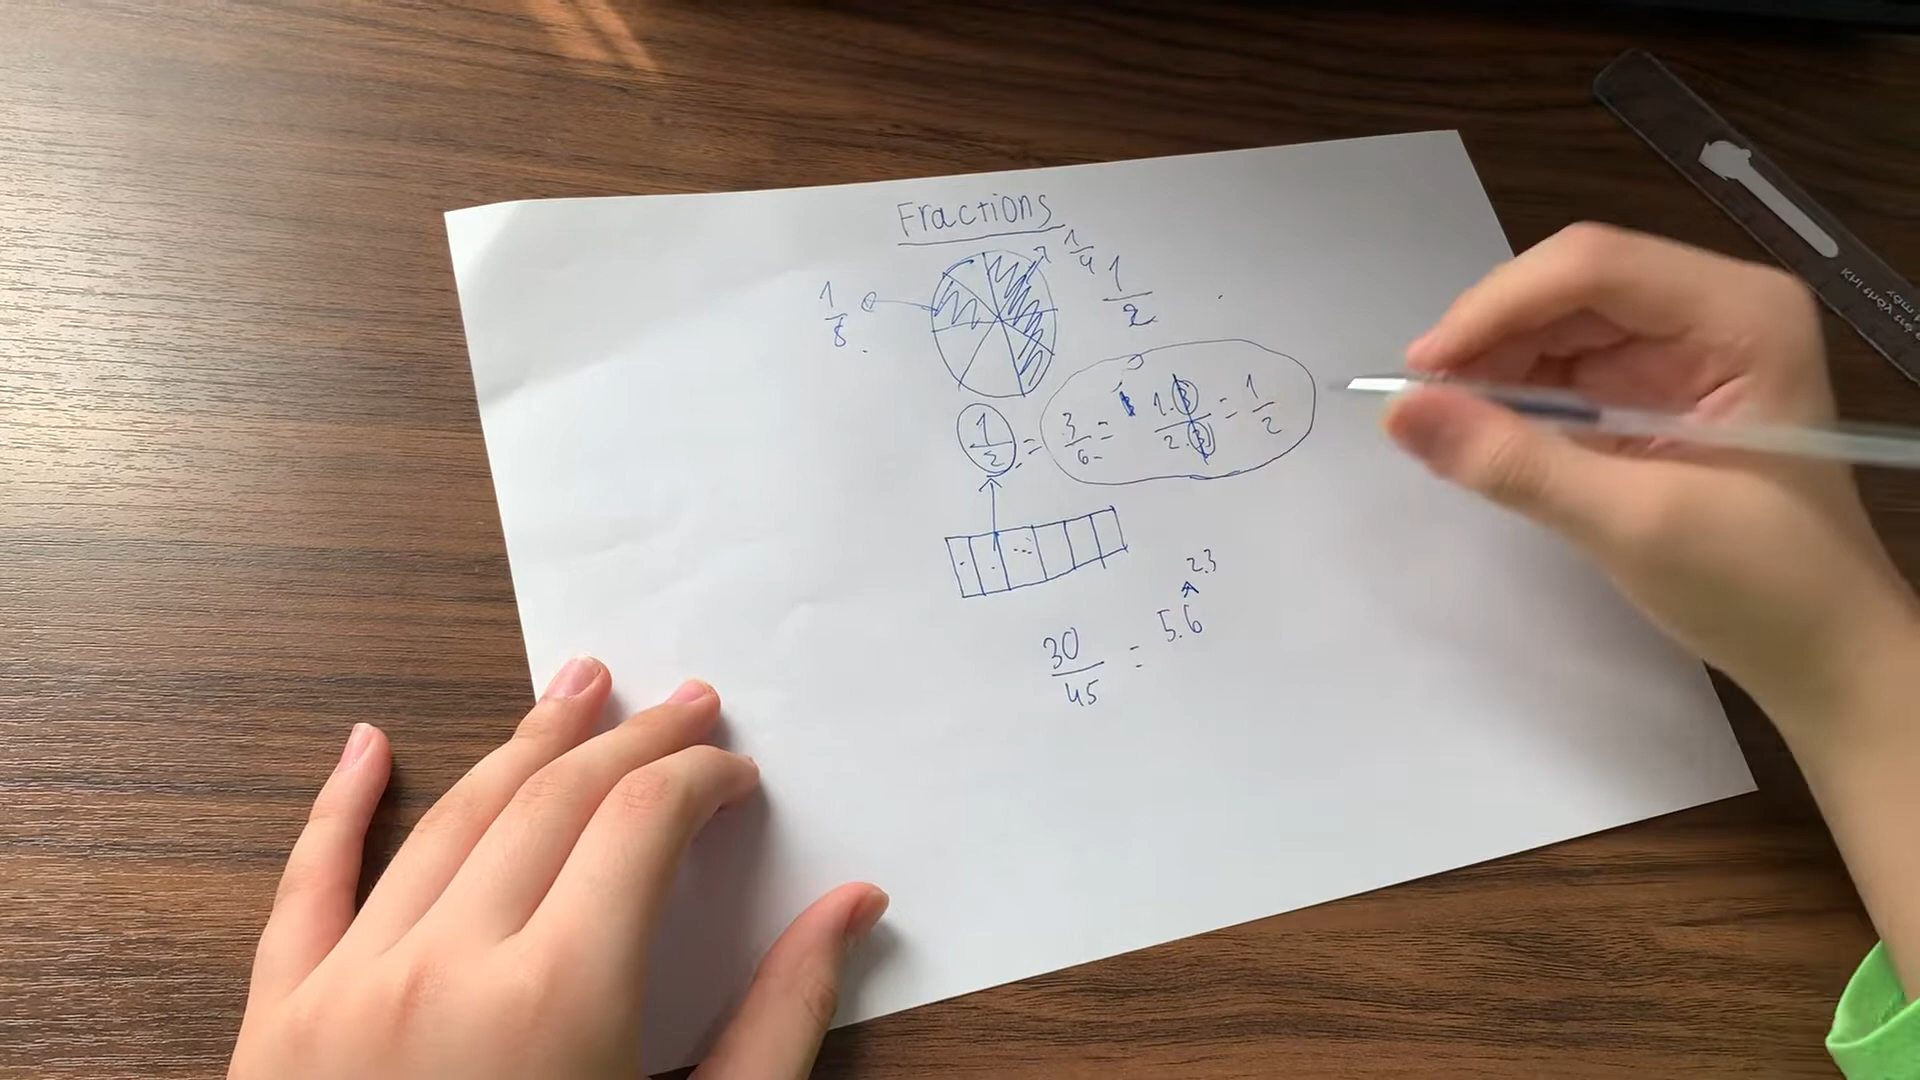 Fractions
1/4
1/8
1/2
1/2 = 3/6 = 1.3/2.3 = 1/2
2.3
30/45 = 5.6